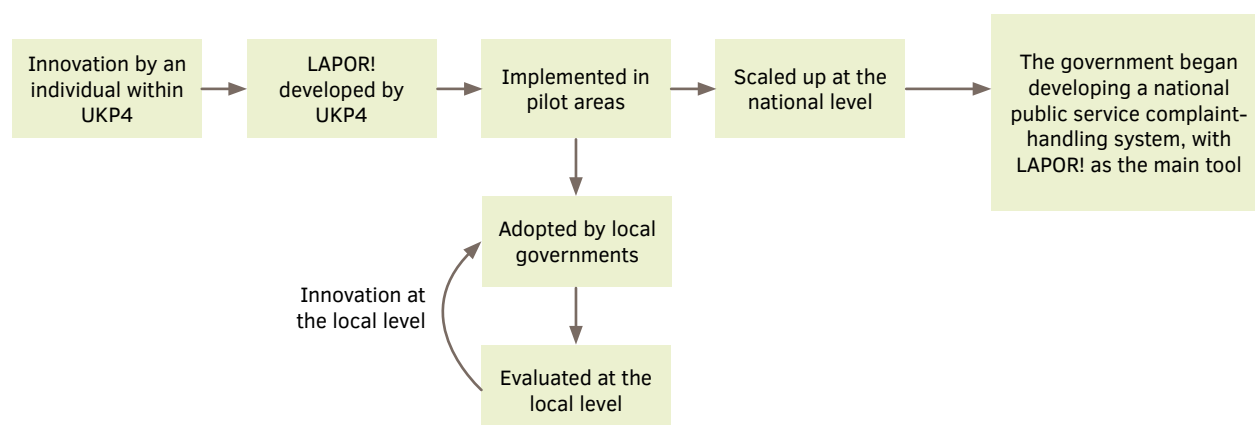 Innovation by an
individual within
UKP4
LAPOR!
developed by
UKP4
Implemented in
pilot areas
Scaled up at the
national level
The government began
developing a national
public service complaint-
handling system, with
LAPOR! as the main tool
Adopted by local
governments
Innovation at
the local level
Evaluated at the
local level